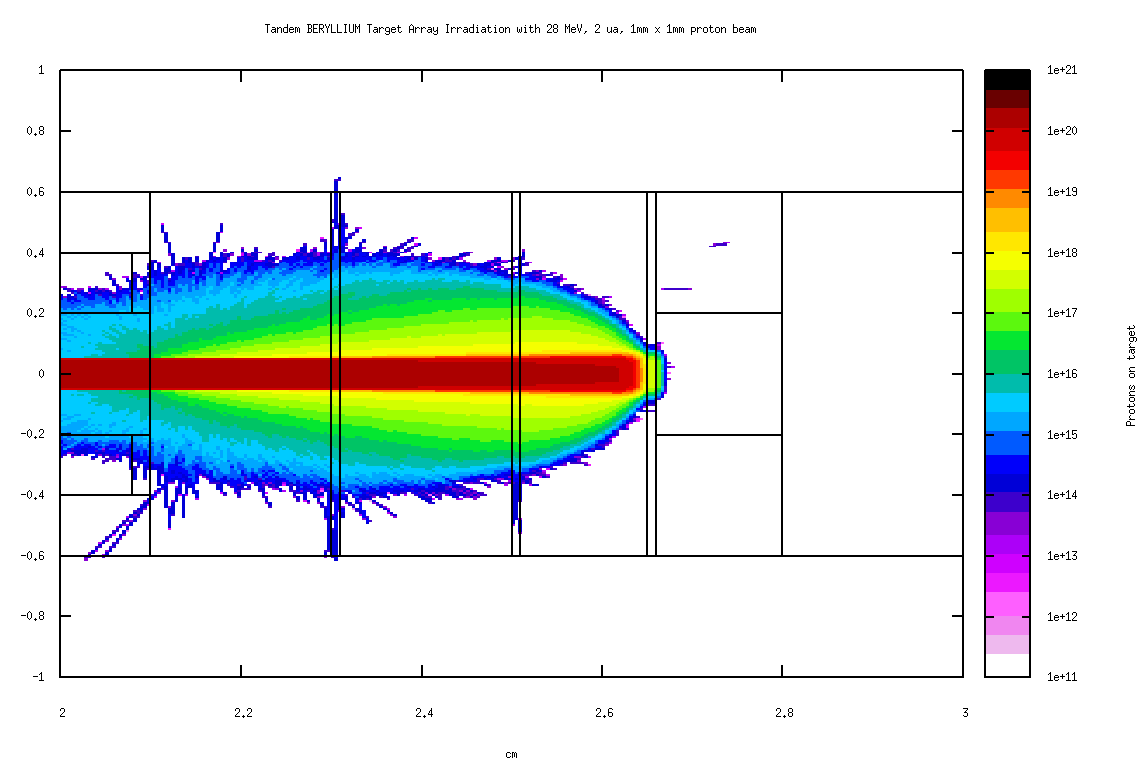 Tandem BERYLLIUM Target Array Irradiation with 28 MeV, 2 ua, 1mm x 1mm proton beam
1
0.8
0.6
0.4
0.2
0
-0.2
-0.4
-0.6
-0.8
-1
2
2.2
2.4
2.6
2.8
3
cm
1e+21
1e+20
1e+19
1e+18
1e+17
1e+16
1e+15
1e+14
1e+13
1e+12
1e+11
Protons on target